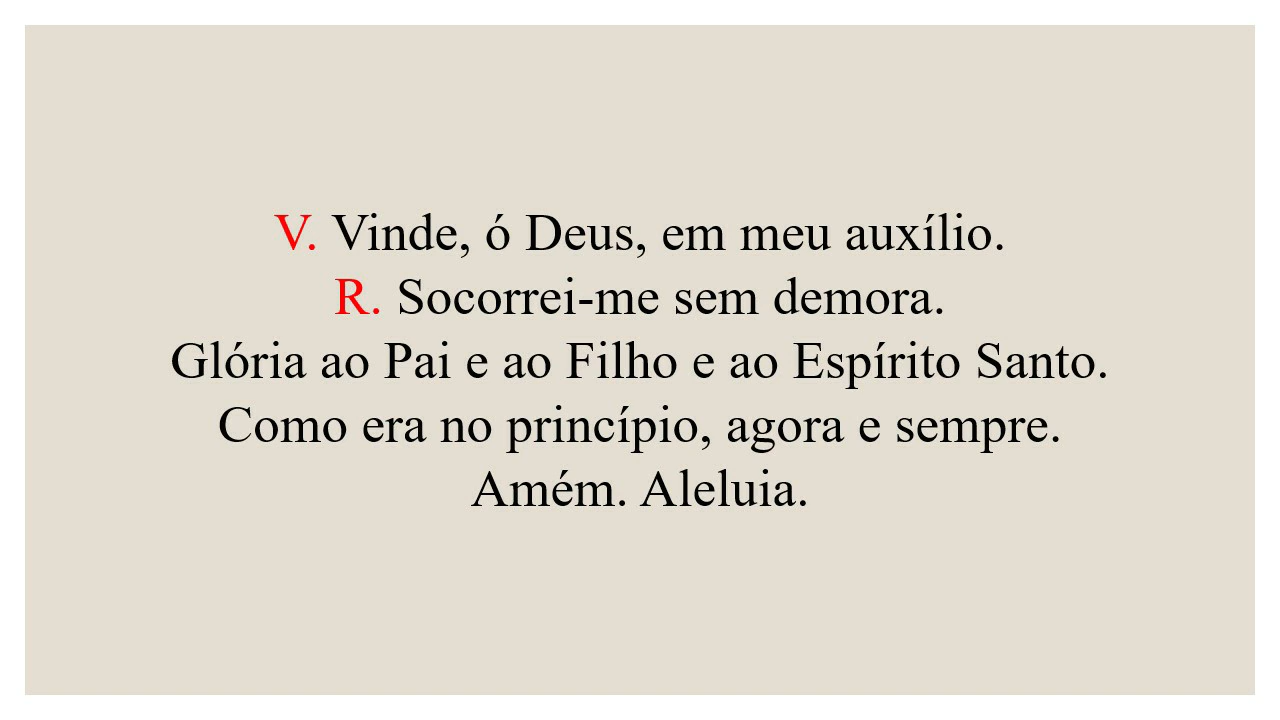 V. Vinde, ó Deus, em meu auxílio.
R. Socorrei-me sem demora.
Glória ao Pai e ao Filho e ao Espírito Santo.
Como era no princípio, agora e sempre.
Amém. Aleluia.